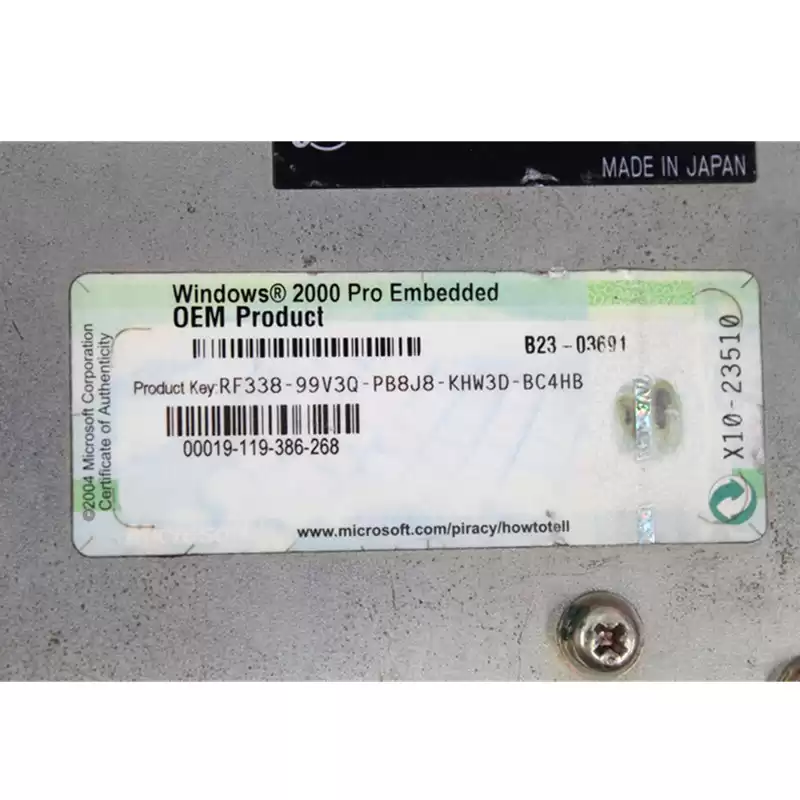 MADE IN JAPAN
Windows® 2000 Pro Embedded
OEM Product
B23-03691
Product Key:RF338-99V3Q-PB8J8-KHW3D-BC4HB
00019-119-386-268
www.microsoft.com/piracy/howtotell
©2004 Microsoft Corporation
Certificate of Authenticity
X10-23510
MICROSOFT